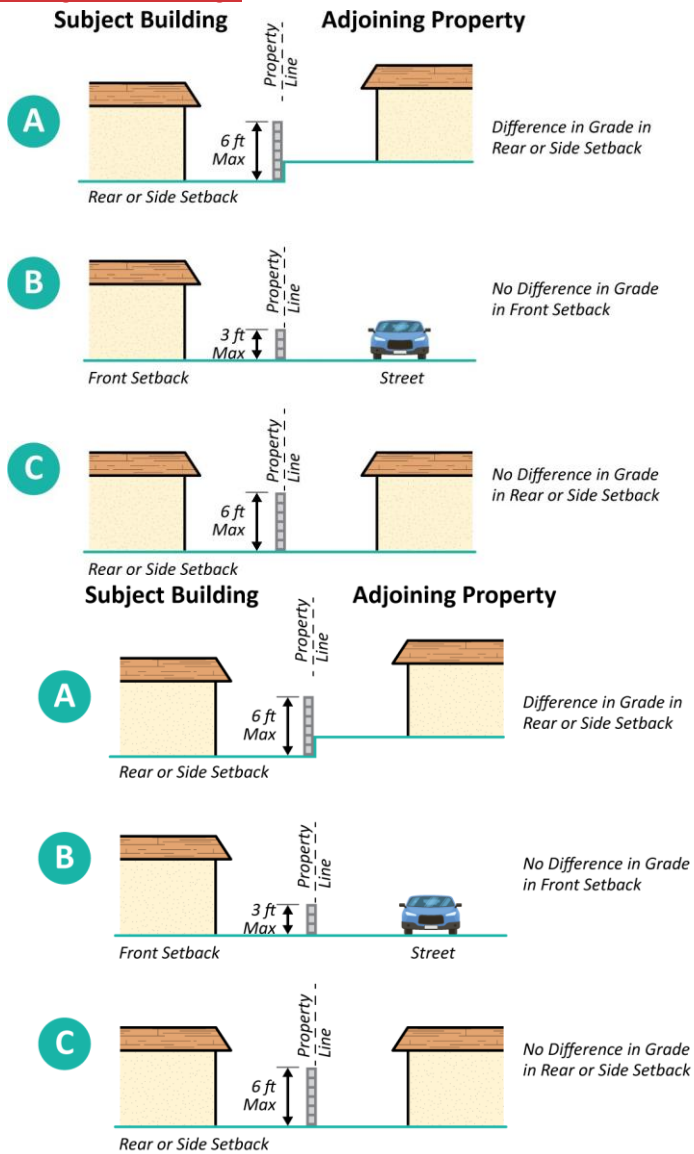 Subject Building
Adjoining Property
Property
Line
A
6 ft
Max
Difference in Grade in
Rear or Side Setback
Rear or Side Setback
Property
Line
B
3 ft
Max
No Difference in Grade
in Front Setback
Front Setback
Street
Property
Line
C
6 ft
Max
No Difference in Grade
in Rear or Side Setback
Rear or Side Setback
Subject Building
Adjoining Property
Property
Line
A
6 ft
Max
Difference in Grade in
Rear or Side Setback
Rear or Side Setback
Property
Line
B
3 ft
Max
No Difference in Grade
in Front Setback
Front Setback
Street
Property
Line
C
6 ft
Max
No Difference in Grade
in Rear or Side Setback
Rear or Side Setback